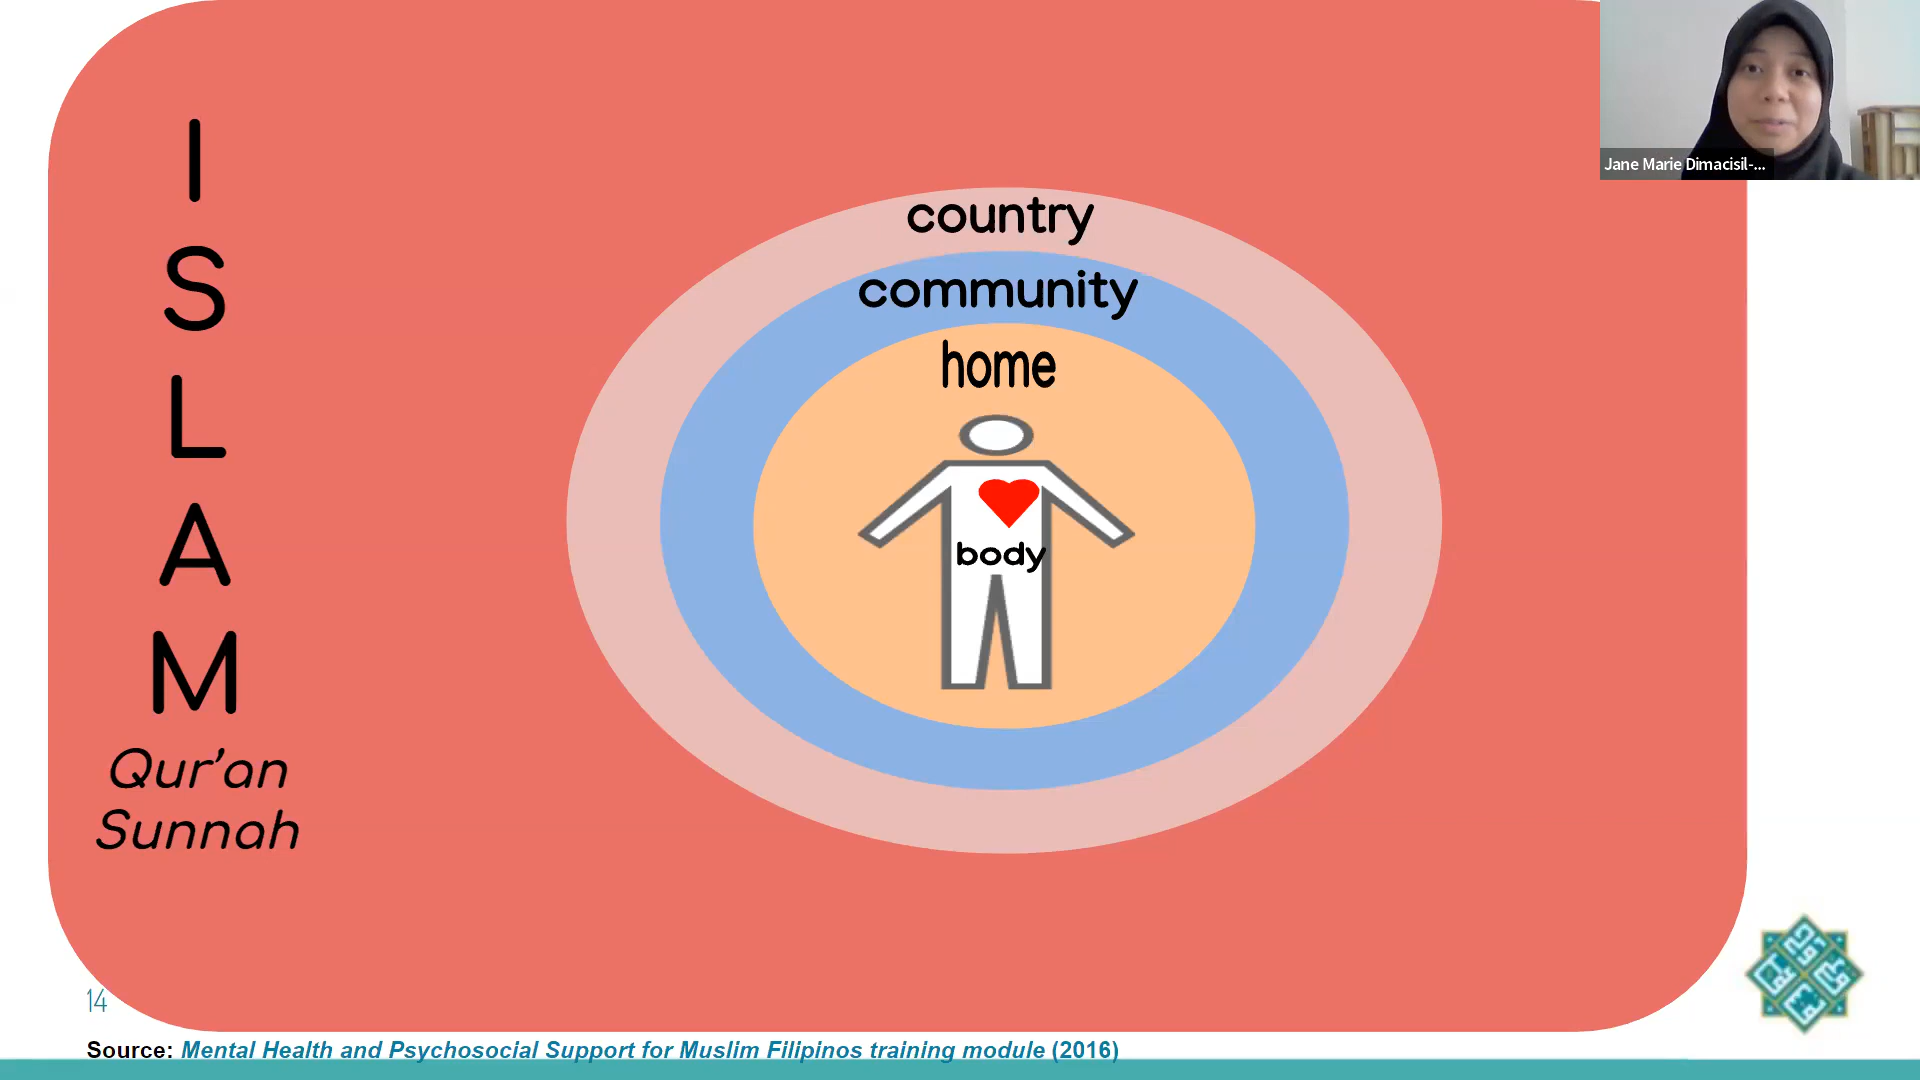 I
S
L
A
M
Qur'an
Sunnah
country
community
home
body
Jane Marie Dimacisil-...
14
Source: Mental Health and Psychosocial Support for Muslim Filipinos training module (2016)